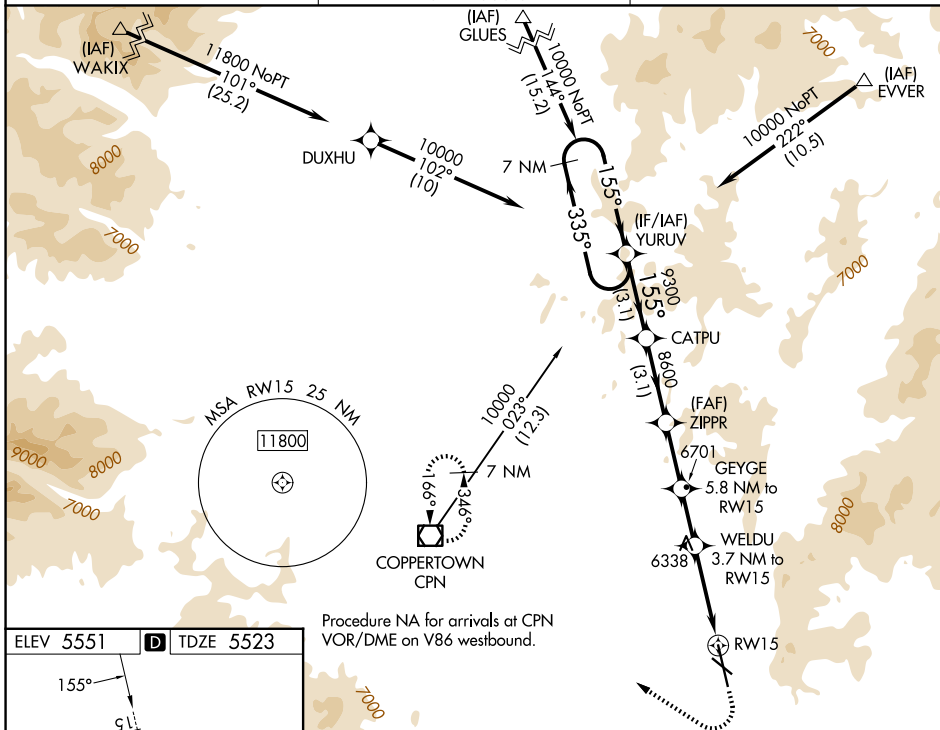 (IAF)
WAKIX
11800 NoPT
101°
(25.2)
(IAF)
GLUES
10000 NoPT
144°
(15.2)
7000
(IAF)
EVVER
10000 NoPT
222°
(10.5)
8000
7000
DUXHU
10000
102°
(10)
7 NM
155°
335°
(IF/IAF)
YURUV
7000
9300
155°
(3.1)
CATPU
8600
(3.1)
(FAF)
ZIPPR
MSA RW15 25 NM
11800
10000
023°
(12.3)
7 NM
166°
346°
COPPERTOWN
CPN
9000
8000
7000
6701
GEYGE
5.8 NM to
RW15
8000
6338
WELDU
3.7 NM to
RW15
Procedure NA for arrivals at CPN
VOR/DME on V86 westbound.
RW15
ELEV 5551 D TDZE 5523
155°
15
7000